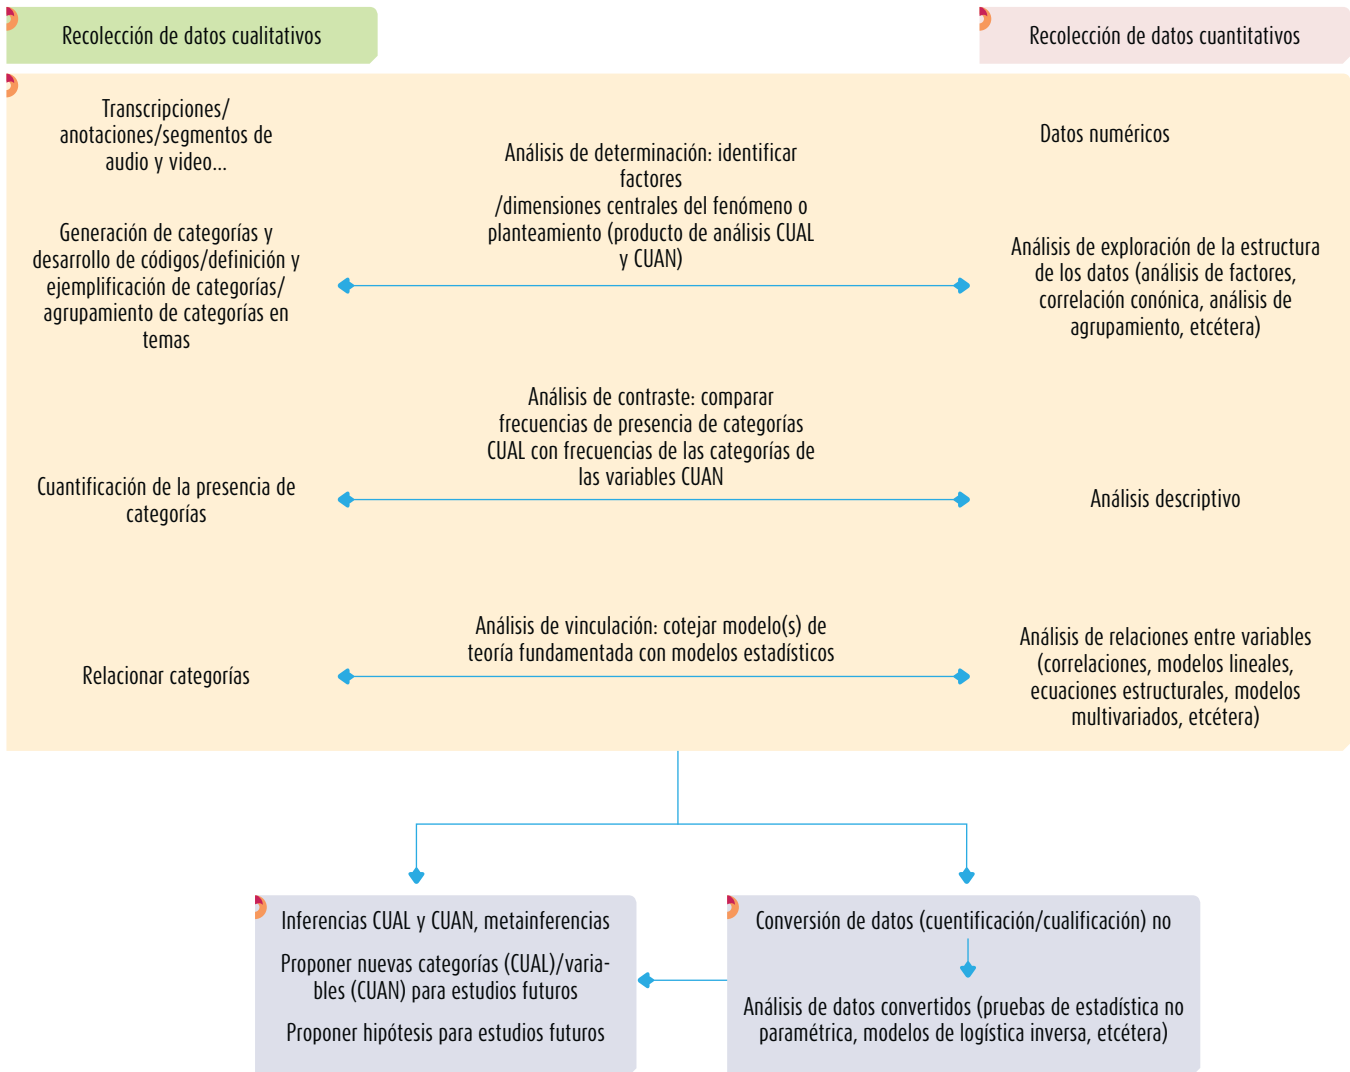 Recolección de datos cualitativos
Recolección de datos cuantitativos
Transcripciones/
anotaciones/segmentos de
audio y video...
Datos numéricos
Análisis de determinación: identificar
factores
/dimensiones centrales del fenómeno o
planteamiento (producto de análisis CUAL
y CUAN)
Generación de categorías y
desarrollo de códigos/definición y
ejemplificación de categorías/
agrupamiento de categorías en
temas
Análisis de exploración de la estructura
de los datos (análisis de factores,
correlación conónica, análisis de
agrupamiento, etcétera)
Análisis de contraste: comparar
frecuencias de presencia de categorías
CUAL con frecuencias de las categorías de
las variables CUAN
Cuantificación de la presencia de
categorías
Análisis descriptivo
Análisis de vinculación: cotejar modelo(s) de
teoría fundamentada con modelos estadísticos
Relacionar categorías
Análisis de relaciones entre variables
(correlaciones, modelos lineales,
ecuaciones estructurales, modelos
multivariados, etcétera)
Inferencias CUAL y CUAN, metainferencias
Proponer nuevas categorías (CUAL)/varia-
bles (CUAN) para estudios futuros
Proponer hipótesis para estudios futuros
Conversión de datos (cuentificación/cualificación) no
Análisis de datos convertidos (pruebas de estadística no
paramétrica, modelos de logística inversa, etcétera)